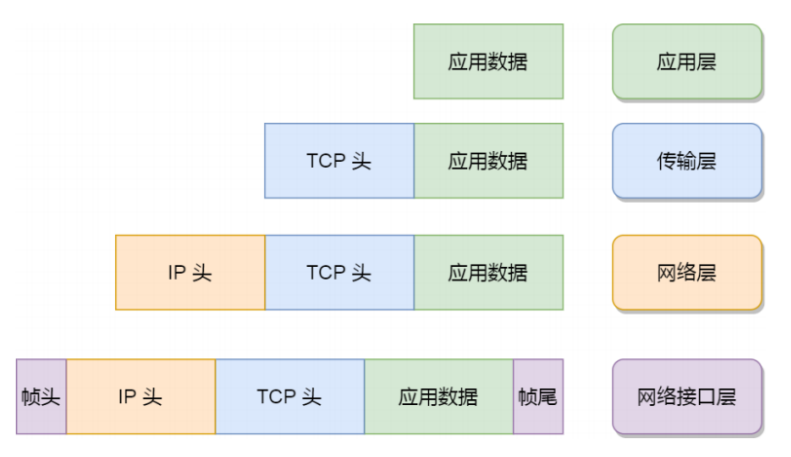 应用数据 应用层
TCP 头 应用数据 传输层
IP 头 TCP 头 应用数据 网络层
帧头 IP 头 TCP 头 应用数据 帧尾 网络接口层